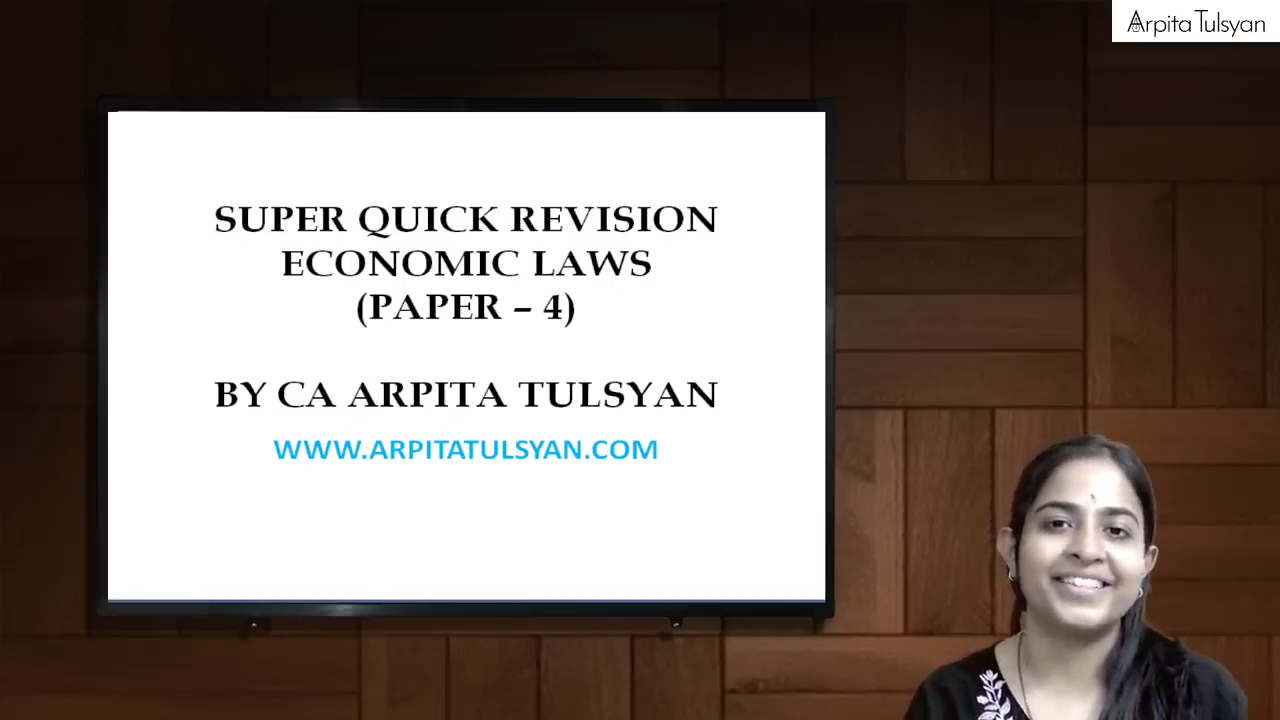 Arpita Tulsyan
SUPER QUICK REVISION
ECONOMIC LAWS
(PAPER – 4)
BY CA ARPITA TULSYAN
WWW.ARPITATULSYAN.COM